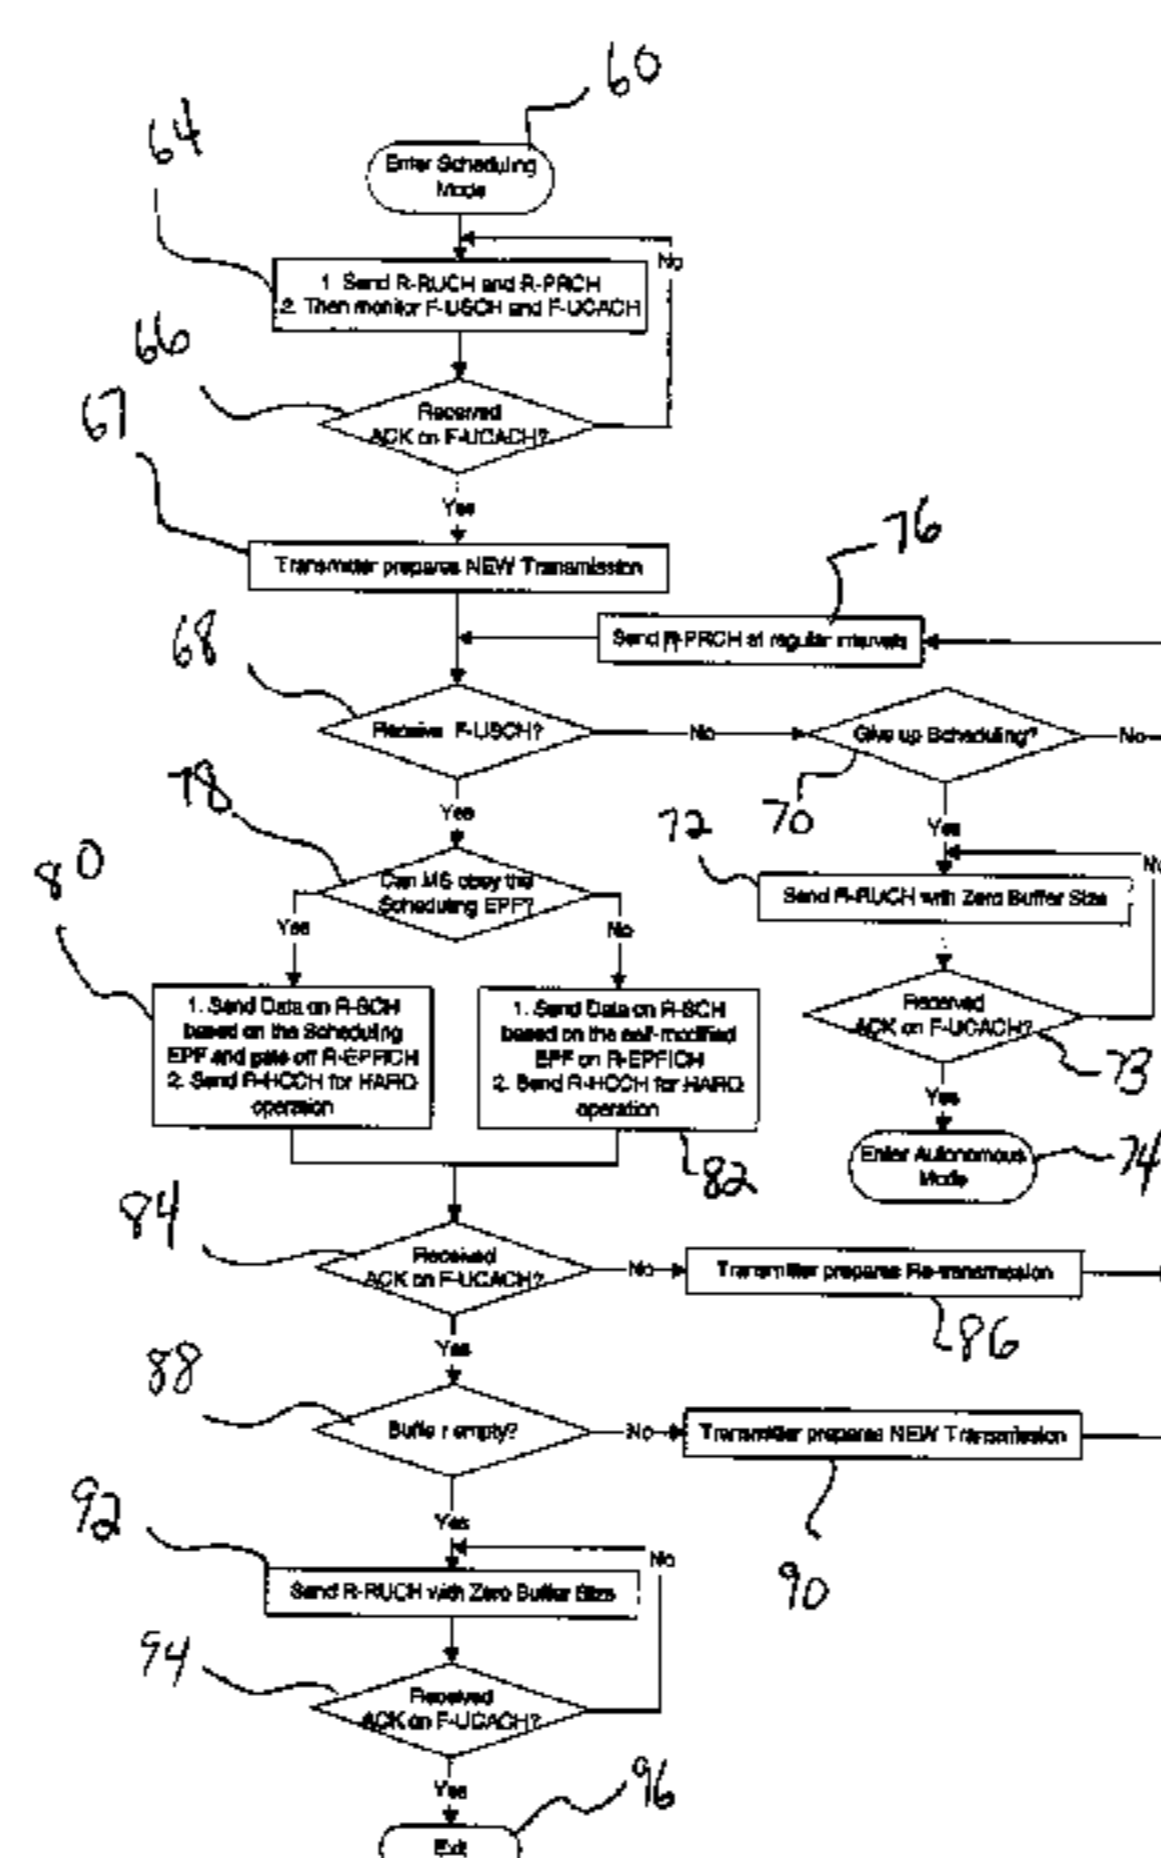 60
64
Enter Scheduling
Mode
No
1. Send R-RUCH and R-PRCH
2. Then monitor F-USCH and F-UCACH
66
67
Received
ACK on F-UCACH?
Yes
76
Transmitter prepares NEW Transmission
68
Send R-PRCH at regular intervals
Receive F-USCH?
No
Give up Scheduling?
No
78
70
72
Yes
Yes
No
80
Can MS obey the
Scheduling EPF?
Send R-RUCH with Zero Buffer Size
Yes
No
1. Send Data on R-SCH
based on the Scheduling
EPF and gate off R-EPFICH
2. Send R-HCCH for HARQ
operation
1. Send Data on R-SCH
based on the self-modified
EPF on R-EPFICH
2. Send R-HCCH for HARQ
operation
Received
ACK on F-UCACH?
73
Yes
Enter Autonomous
Mode
74
82
84
Received
ACK on F-UCACH?
No
Transmitter prepares Re-transmission
86
Yes
88
Buffer empty?
No
Transmitter prepares NEW Transmission
90
92
Yes
No
Send R-RUCH with Zero Buffer Size
94
Received
ACK on F-UCACH?
Yes
96
Exit